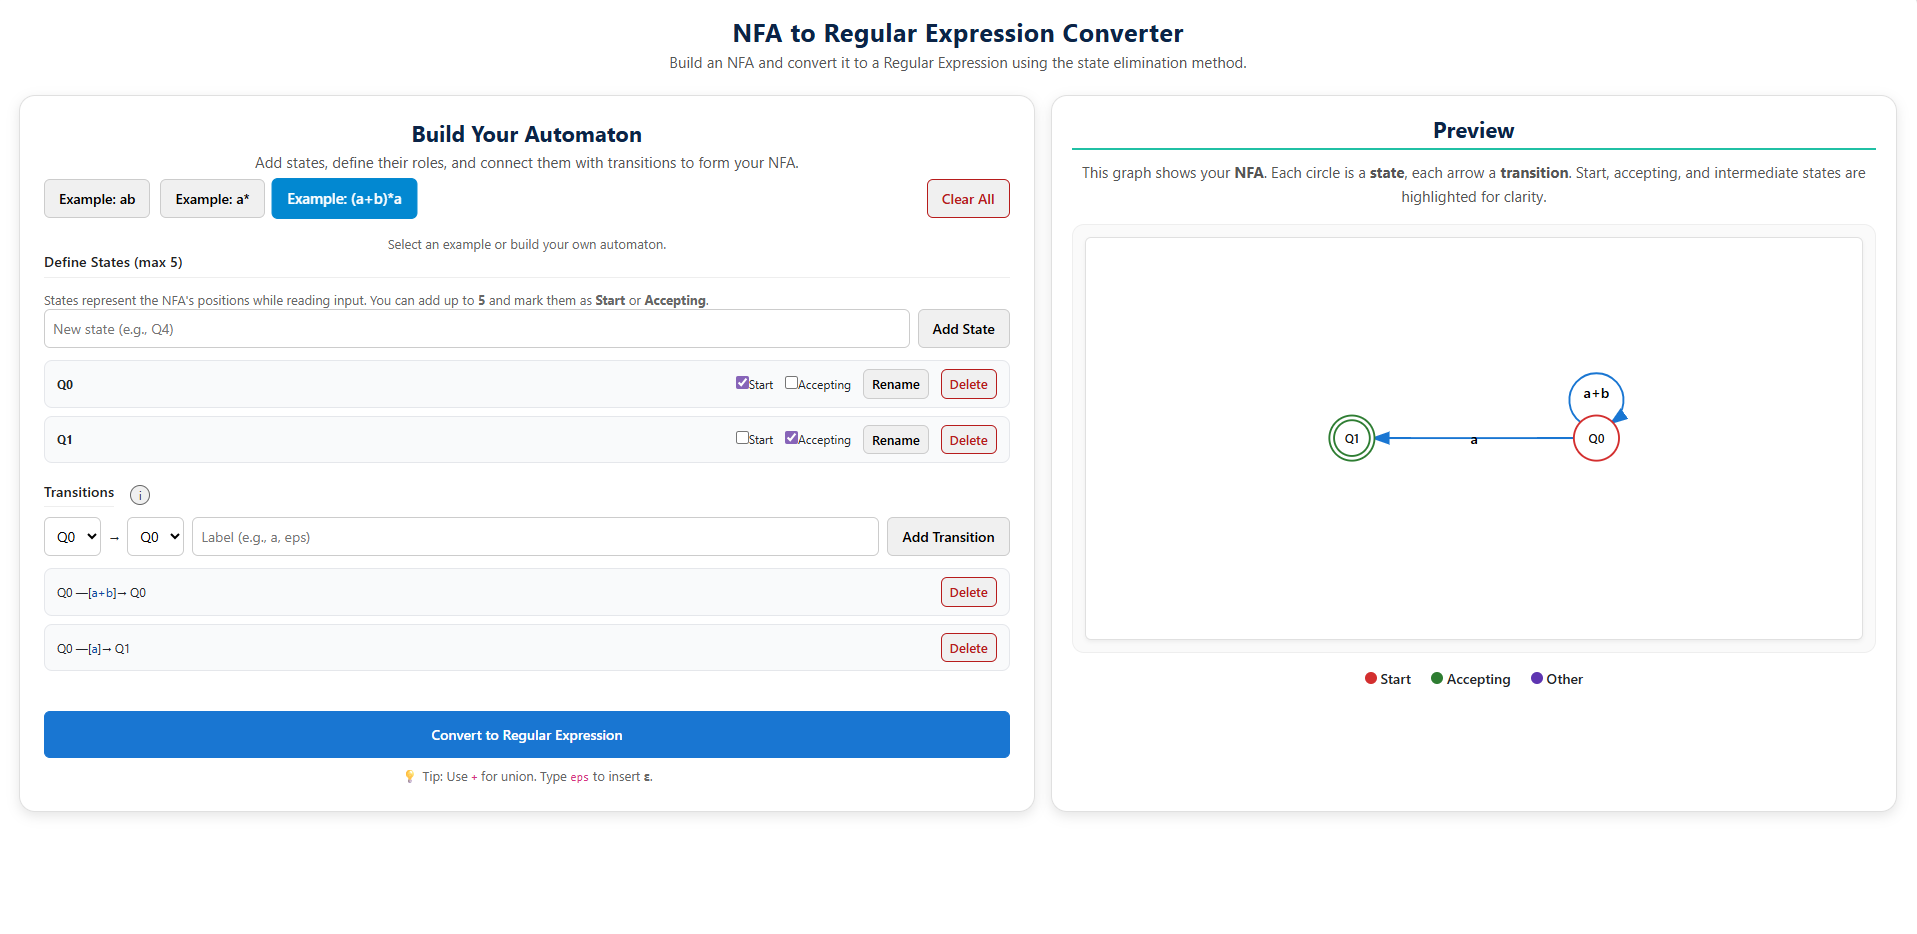 NFA to Regular Expression Converter
Build an NFA and convert it to a Regular Expression using the state elimination method.
Build Your Automaton
Add states, define their roles, and connect them with transitions to form your NFA.
Example: ab
Example: a*
Example: (a+b)*a
Clear All
Select an example or build your own automaton.
Define States (max 5)
States represent the NFA's positions while reading input. You can add up to 5 and mark them as Start or Accepting.
New state (e.g., Q4)
Add State
Q0
Start
Accepting
Rename
Delete
Q1
Start
Accepting
Rename
Delete
Transitions
i
Q0
→
Q0
Label (e.g., a, eps)
Add Transition
Q0 —[a+b]→ Q0
Delete
Q0 —[a]→ Q1
Delete
Convert to Regular Expression
💡 Tip: Use + for union. Type eps to insert ε.
Preview
This graph shows your NFA. Each circle is a state, each arrow a transition. Start, accepting, and intermediate states are
highlighted for clarity.
a+b
Q1
a
Q0
Start
Accepting
Other